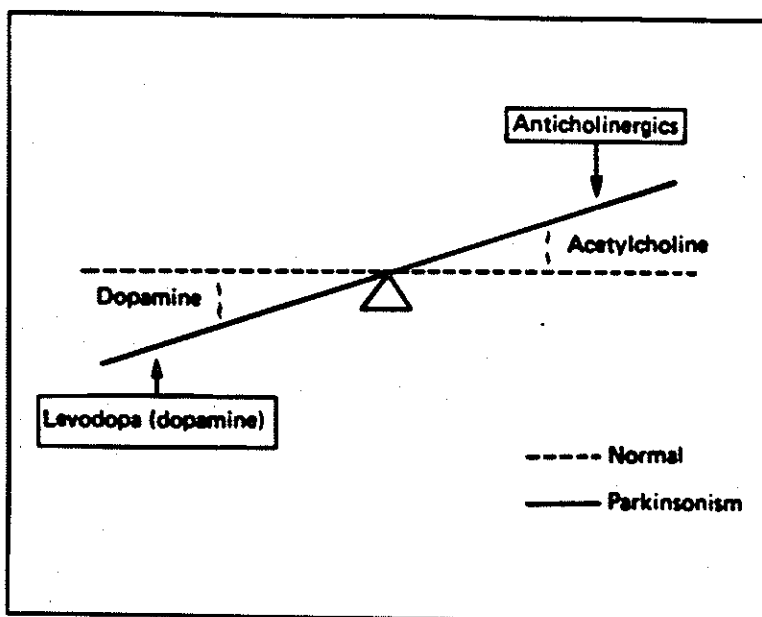 Anticholinergics
Acetylcholine
Dopamine
Levodopa (dopamine)
Normal
Parkinsonism